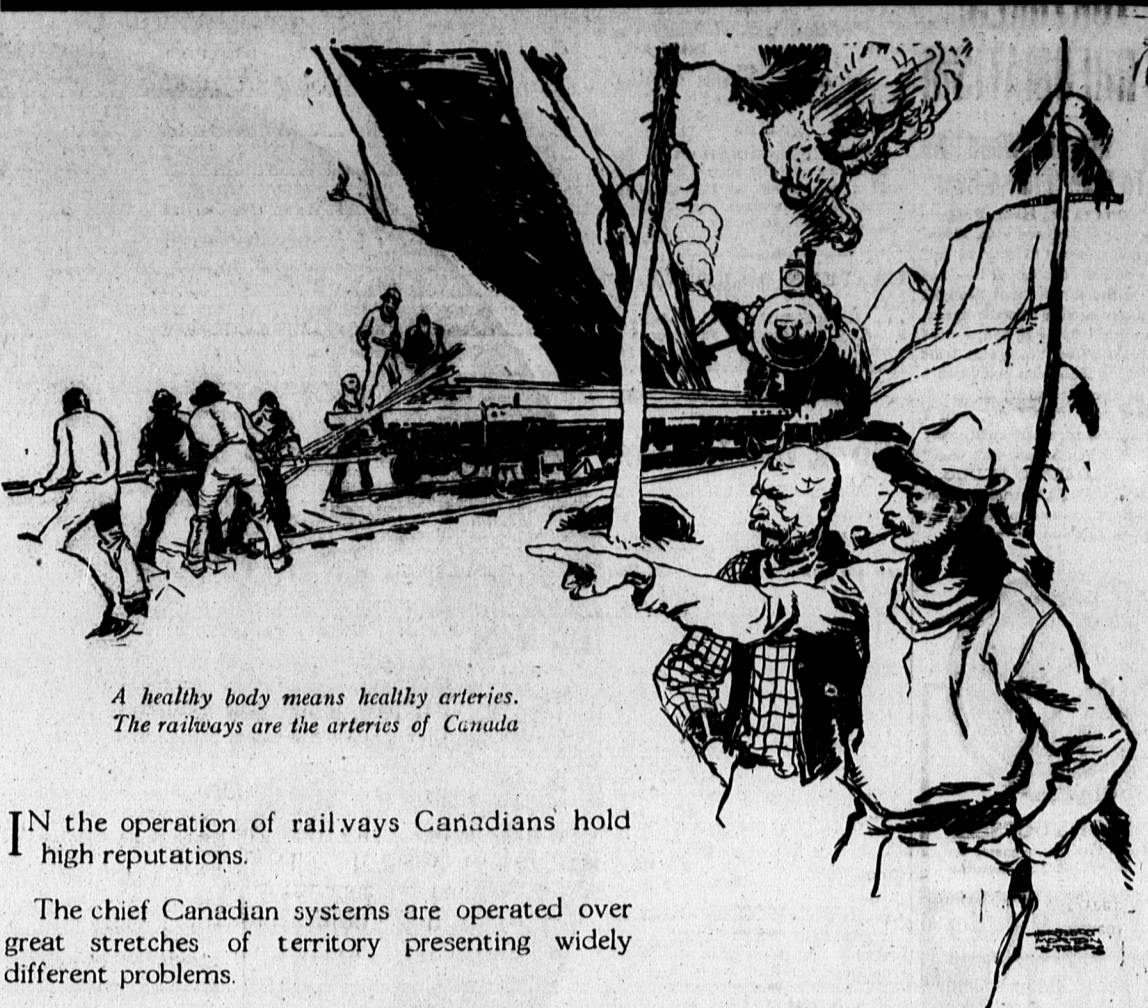 A healthy body means healthy arteries.
The railways are the arteries of Canada
IN the operation of railways Canadians hold
high reputations.
The chief Canadian systems are operated over
great stretches of territory presenting widely
different problems.